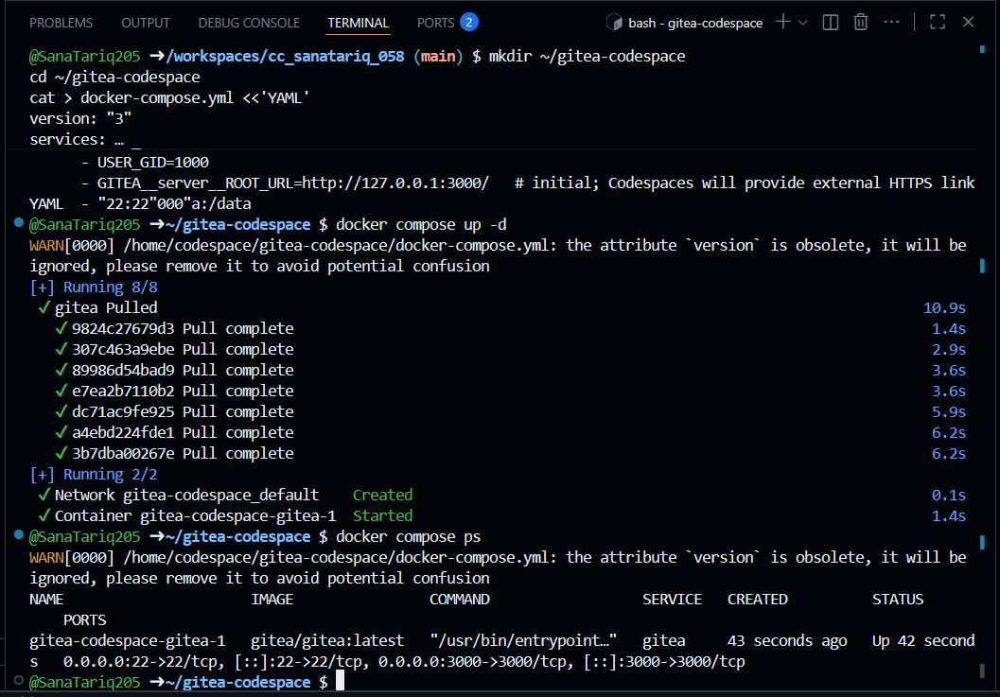 PROBLEMS OUTPUT DEBUG CONSOLE TERMINAL PORTS 2 bash - gitea-codespace
@SanaTariq205 ➜/workspaces/cc_sanatariq_058 (main) $ mkdir ~/gitea-codespace
cd ~/gitea-codespace
cat > docker-compose.yml <<'YAML'
version: "3"
services: … _
- USER_GID=1000
- GITEA__server__ROOT_URL=http://127.0.0.1:3000/ # initial; Codespaces will provide external HTTPS link
YAML - "22:22"000"a:/data
@SanaTariq205 ➜~/gitea-codespace $ docker compose up -d
WARN[0000] /home/codespace/gitea-codespace/docker-compose.yml: the attribute `version` is obsolete, it will be
ignored, please remove it to avoid potential confusion
[+] Running 8/8
✓ gitea Pulled 10.9s
✓ 9824c27679d3 Pull complete 1.4s
✓ 307c463a9ebe Pull complete 2.9s
✓ 89986d54bad9 Pull complete 3.6s
✓ e7ea2b7110b2 Pull complete 3.6s
✓ dc71ac9fe925 Pull complete 5.9s
✓ a4ebd224fde1 Pull complete 6.2s
✓ 3b7dba00267e Pull complete 6.2s
[+] Running 2/2
✓ Network gitea-codespace_default Created 0.1s
✓ Container gitea-codespace-gitea-1 Started 1.4s
@SanaTariq205 ➜~/gitea-codespace $ docker compose ps
WARN[0000] /home/codespace/gitea-codespace/docker-compose.yml: the attribute `version` is obsolete, it will be
ignored, please remove it to avoid potential confusion
NAME IMAGE COMMAND SERVICE CREATED STATUS
PORTS
gitea-codespace-gitea-1 gitea/gitea:latest "/usr/bin/entrypoint…" gitea 43 seconds ago Up 42 second
s 0.0.0.0:22->22/tcp, [::]:22->22/tcp, 0.0.0.0:3000->3000/tcp, [::]:3000->3000/tcp
@SanaTariq205 ➜~/gitea-codespace $